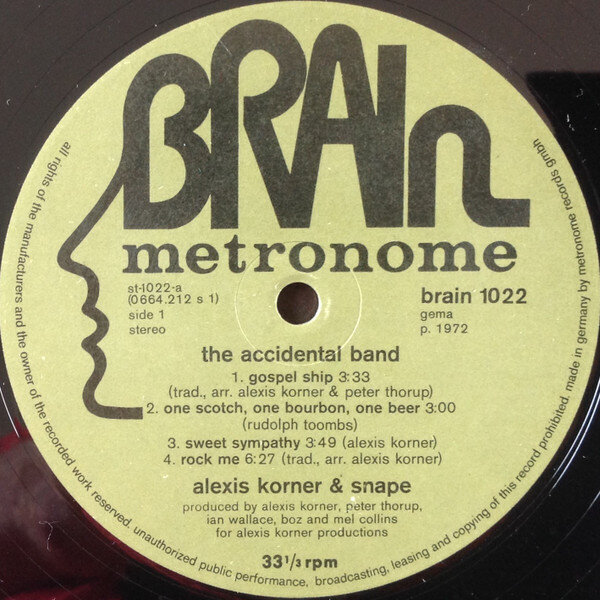 BRAIN
metronome
st-1022-a
(0664.212 s 1)
side 1
stereo
brain 1022
gema
p. 1972
the accidental band
1. gospel ship 3:33
(trad., arr. alexis korner & peter thorup)
2. one scotch, one bourbon, one beer 3:00
(rudolph toombs)
3. sweet sympathy 3:49 (alexis korner)
4. rock me 6:27 (trad., arr. alexis korner)
alexis korner & snape
produced by alexis korner, peter thorup,
ian wallace, boz and mel collins
for alexis korner productions
33 1/3 rpm
all rights of the manufacturers and the owner of the recorded work reserved. unauthorized public performance, broadcasting, leasing and copying of this record prohibited. made in germany by metronome records gmbh